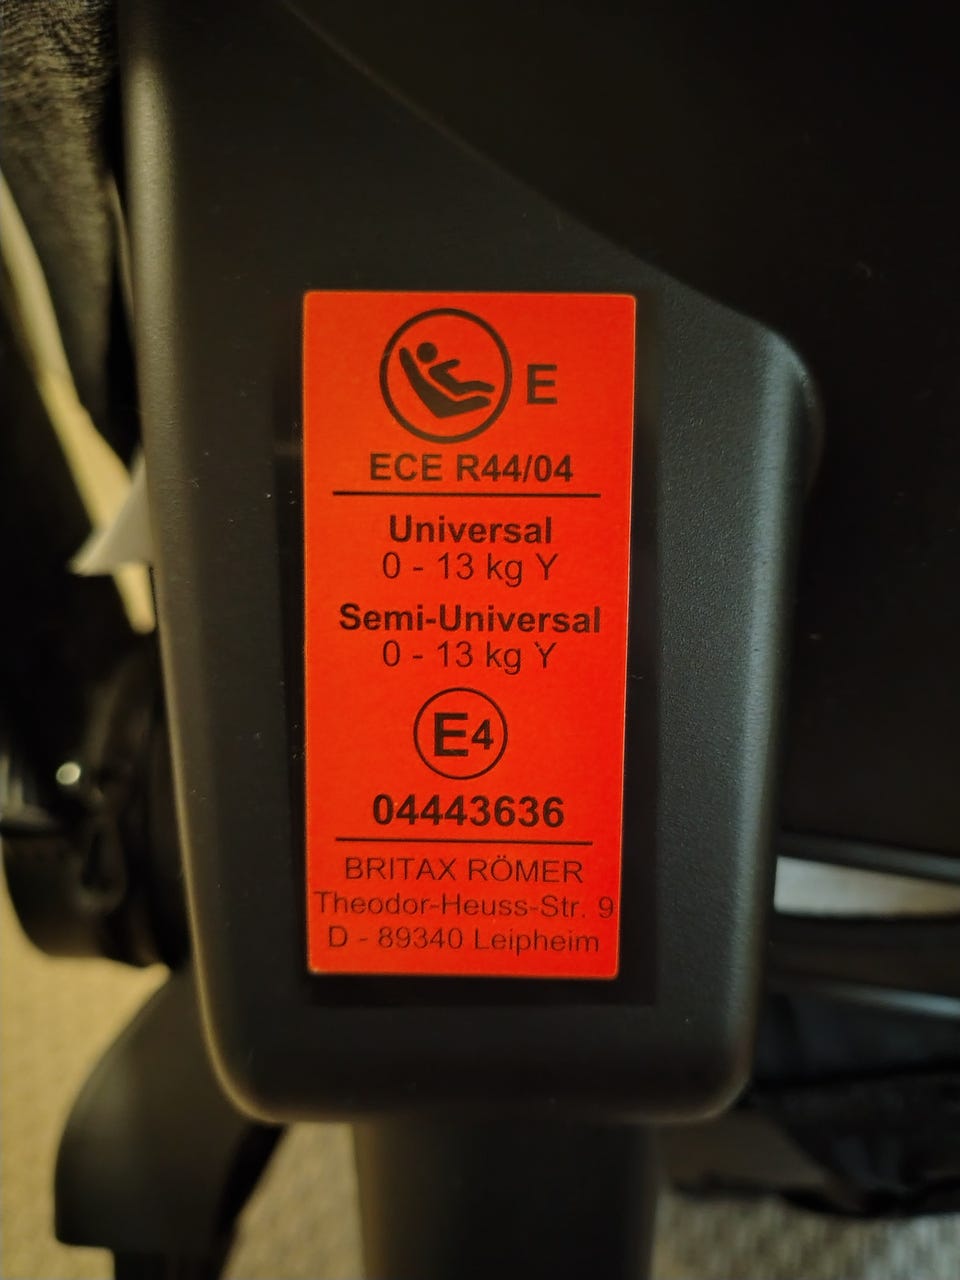 E
ECE R44/04
Universal
0 - 13 kg Y
Semi-Universal
0 - 13 kg Y
E4
04443636
BRITAX RÖMER
Theodor-Heuss-Str. 9
D - 89340 Leipheim